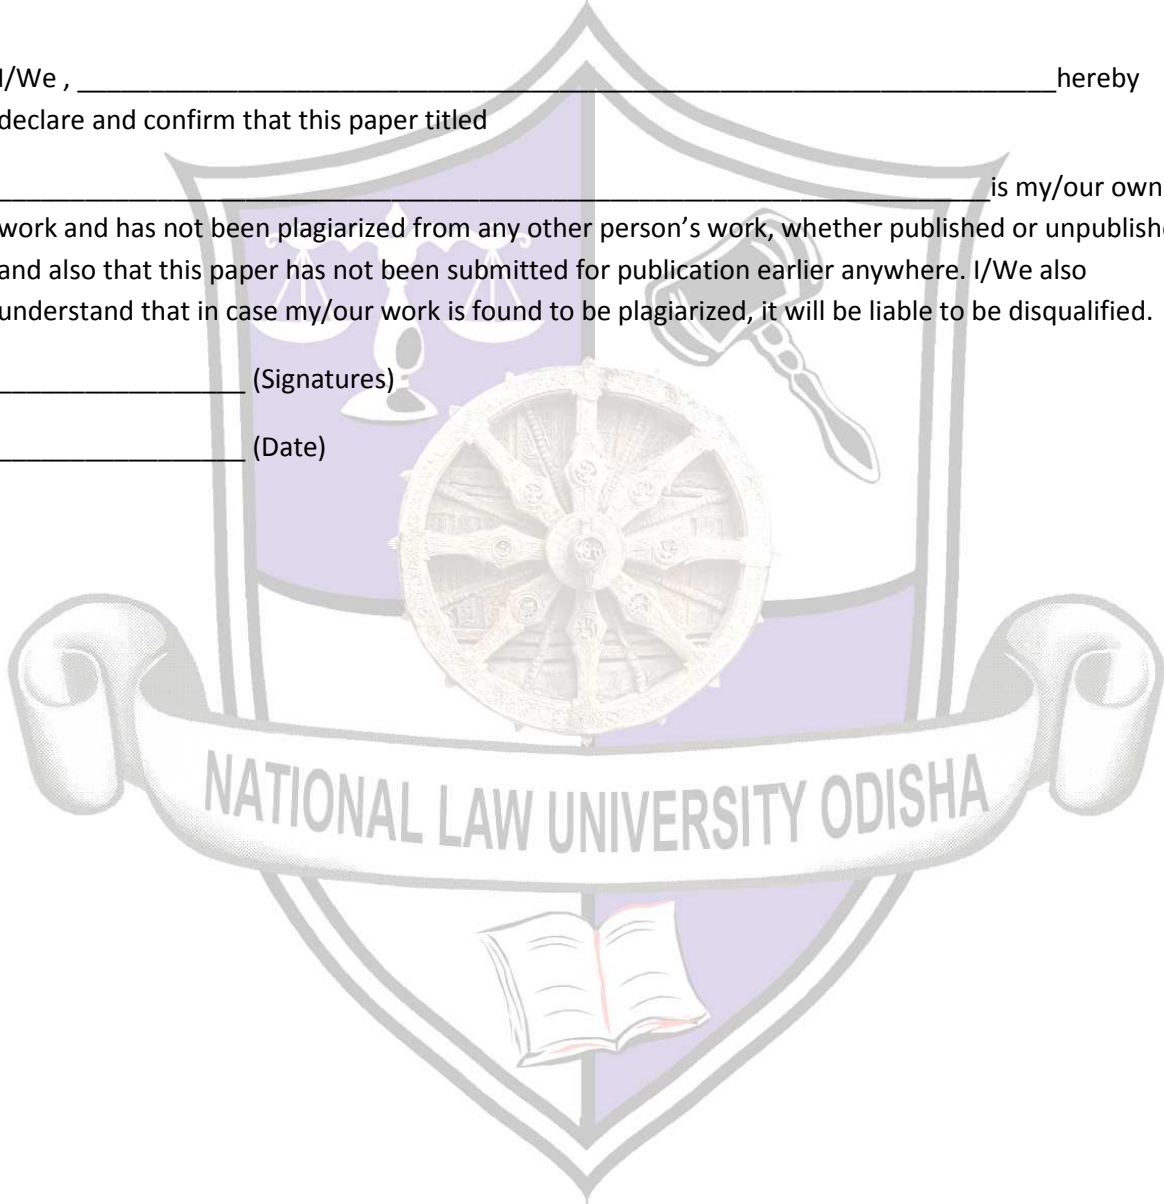 I/We , ____________________________________________________________________hereby
declare and confirm that this paper titled
_____________________________________________________________________is my/our own
work and has not been plagiarized from any other person’s work, whether published or unpublishe
and also that this paper has not been submitted for publication earlier anywhere. I/We also
understand that in case my/our work is found to be plagiarized, it will be liable to be disqualified.
_________________ (Signatures)
_________________ (Date)
NATIONAL LAW UNIVERSITY ODISHA